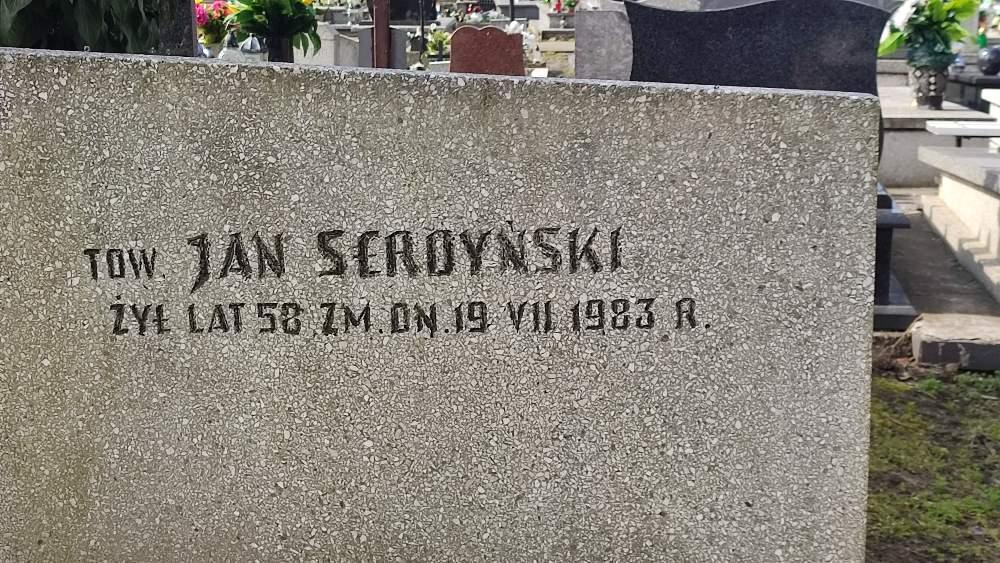 TOW. JAN SERDYŃSKI
ŻYŁ LAT 58 ZM. DN. 19 VII 1983 R.